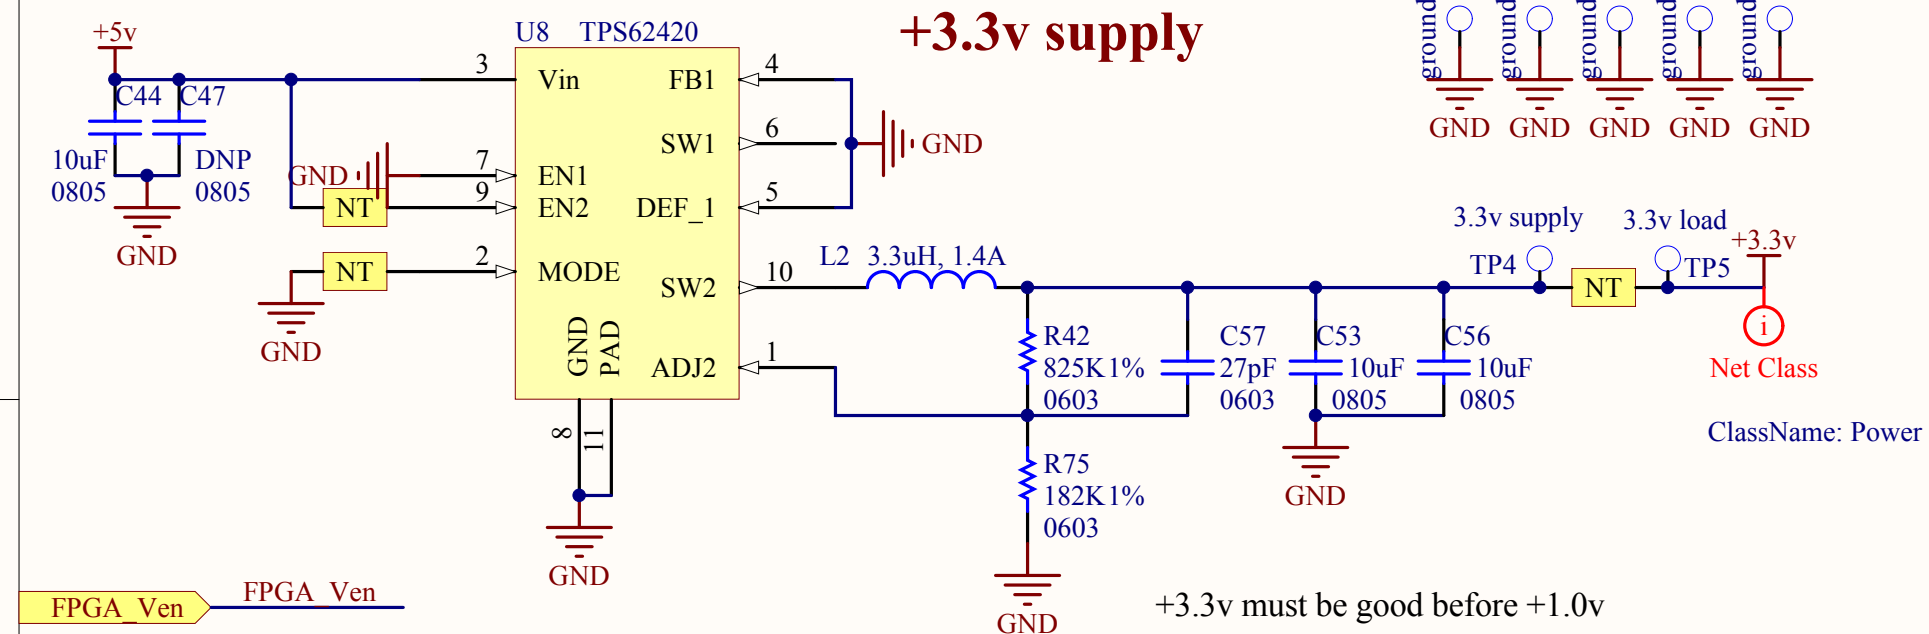 +3.3v supply
ground
ground
ground
ground
ground
GND
GND
GND
GND
GND
+5v
C44
C47
10uF
0805
DNP
0805
GND
U8
TPS62420
3
Vin
7
EN1
GND
9
EN2
NT
2
MODE
NT
GND
FB1
4
SW1
6
GND
DEF_1
5
SW2
10
ADJ2
1
GND
PAD
8
11
GND
L2
3.3uH, 1.4A
R42
825K1%
0603
C57
27pF
0603
C53
10uF
0805
C56
10uF
0805
GND
R75
182K1%
0603
GND
3.3v supply
TP4
NT
3.3v load
TP5
+3.3v
i
Net Class
ClassName: Power
FPGA_Ven
FPGA_Ven
+3.3v must be good before +1.0v